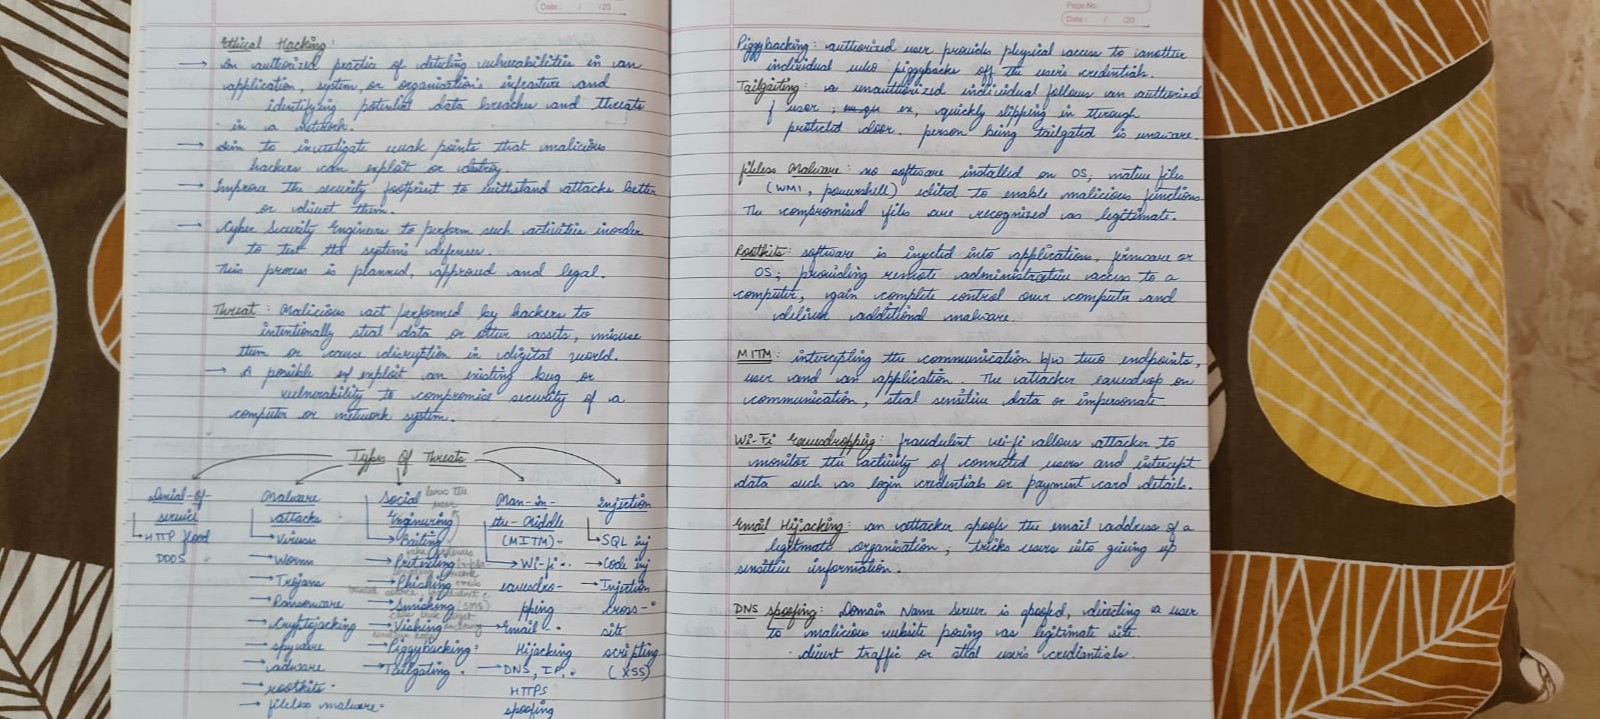 Date: / /20
Ethical Hacking:
→ An authorized practice of detecting vulnerabilities in an
application, system, or organisation's infrasture and
identifying potential data breaches and threats
in a network.
→ Aim to investigate weak points that malicious
hackers can exploit or destroy.
→ Improve the security footprint to withstand attacks better
or divert them.
→ Cyber Security Engineers to perform such activities inorder
to test the systems defenses.
This process is planned, approved and legal.
Threat: Malicious act performed by hackers to
intentionally steal data or other assets, misuse
them or cause disruption in digital world.
→ A possible exploit an existing bug or
vulnerability to compromise security of a
computer or network system.
Types Of Threats
Denial-of-
service
HTTP flood
DDOS
Malware
attacks
→ Viruses
→ Worms
→ Trojans
→ Ransomware
→ Cryptojacking
→ spyware
→ adware
→ rootkits
→ fileless malware
Social
Engineering
→ Baiting
→ Pretexting
→ Phishing
→ Smishing (SMS)
→ Vishing
→ Piggybacking
→ Tailgating
Man-in-
the-Middle
(MITM)-
→ Wi-fi
eavesdro-
pping
→ Email
Hijacking
→ DNS, IP,
HTTPS
spoofing
Injection
→ SQL inj
→ Code inj
→ Injection
Cross-
site
scripting
(XSS)
Page No.:
Date: / /20
Piggybacking: authorized user provides physical access to another
individual who piggybacks off the user's credentials.
Tailgaiting: a unauthorized individual follows an authorized
user; ex, quickly slipping in through
protected door. person being tailgated is unaware.
fileless Malware: no software installed on OS; native files
(WMI, powershell) edited to enable malicious functions
The compromised files are recognized as legitimate.
Rootkits: software is injected into applications, firmware or
OS; providing remote administrative access to a
computer, gain complete control over computer and
deliver additional malware.
MITM: intercepting the communication b/w two endpoints,
user and an application. The attacker eavesdrop on
communication, steal sensitive data or impersonate
Wi-Fi Eavesdropping: fraudulent wi-fi allows attacker to
monitor the activity of connected users and intercept
data such as login credentials or payment card details.
Email Hijacking: an attacker spoofs the email address of a
legitimate organisation; tricks users into giving up
sensitive information.
DNS spoofing: Domain Name Server is spoofed, directing a user
to malicious website posing as legitimate site.
divert traffic or steal user's credientials.